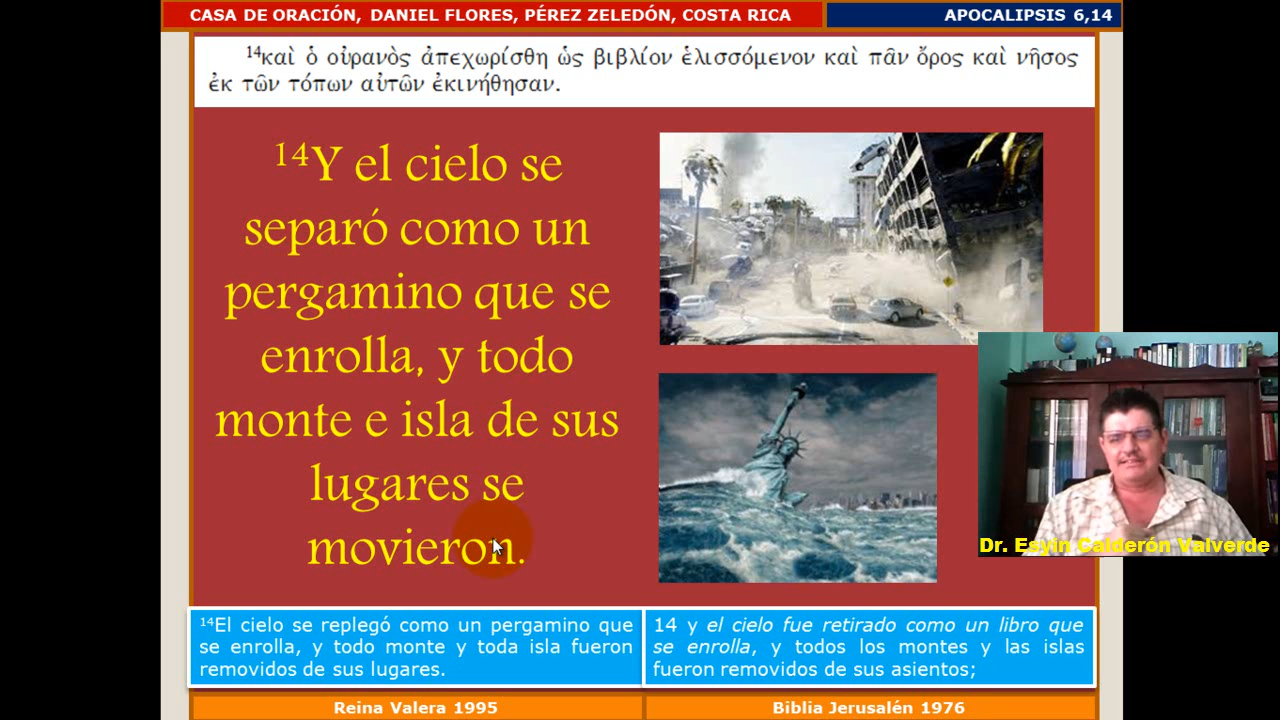 CASA DE ORACIÓN, DANIEL FLORES, PÉREZ ZELEDÓN, COSTA RICA
APOCALIPSIS 6,14
¹⁴καὶ ὁ οὐρανὸς ἀπεχωρίσθη ὡς βιβλίον ἑλισσόμενον καὶ πᾶν ὄρος καὶ νῆσος
ἐκ τῶν τόπων αὐτῶν ἐκινήθησαν.
¹⁴Y el cielo se
separó como un
pergamino que se
enrolla, y todo
monte e isla de sus
lugares se
movieron.
Dr. Esyin Calderón Valverde
¹⁴El cielo se replegó como un pergamino que
se enrolla, y todo monte y toda isla fueron
removidos de sus lugares.
14 y el cielo fue retirado como un libro que
se enrolla, y todos los montes y las islas
fueron removidos de sus asientos;
Reina Valera 1995
Biblia Jerusalén 1976